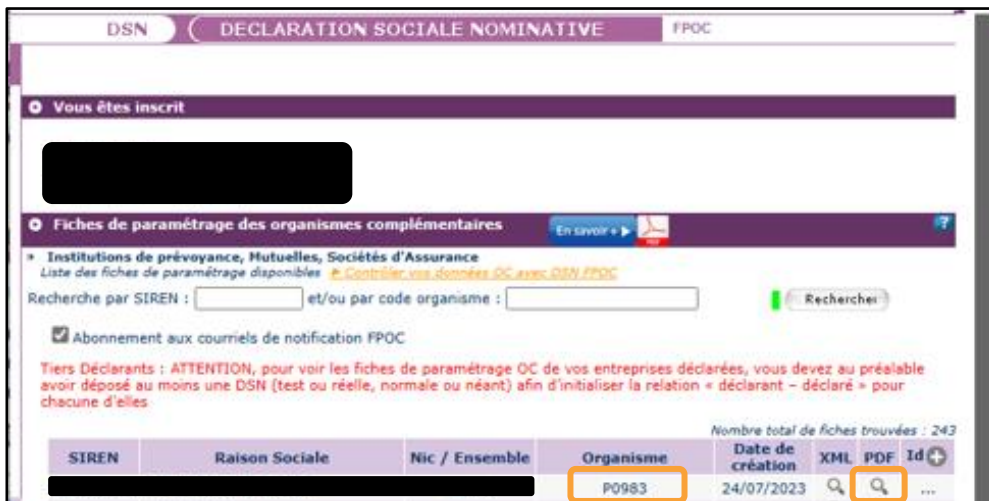 DSN DECLARATION SOCIALE NOMINATIVE FPOC
Vous êtes inscrit
Fiches de paramétrage des organismes complémentaires En savoir + PDF ?
Institutions de prévoyance, Mutuelles, Sociétés d'Assurance
Liste des fiches de paramétrage disponibles Contrôler vos données OC avec DSN FPOC
Recherche par SIREN : et/ou par code organisme : Rechercher
Abonnement aux courriels de notification FPOC
Tiers Déclarants : ATTENTION, pour voir les fiches de paramétrage OC de vos entreprises déclarées, vous devez au préalable
avoir déposé au moins une DSN (test ou réelle, normale ou néant) afin d'initialiser la relation « déclarant – déclaré » pour
chacune d'elles
Nombre total de fiches trouvées : 243
SIREN Raison Sociale Nic / Ensemble Organisme Date de création XML PDF Id
P0983 24/07/2023 ...